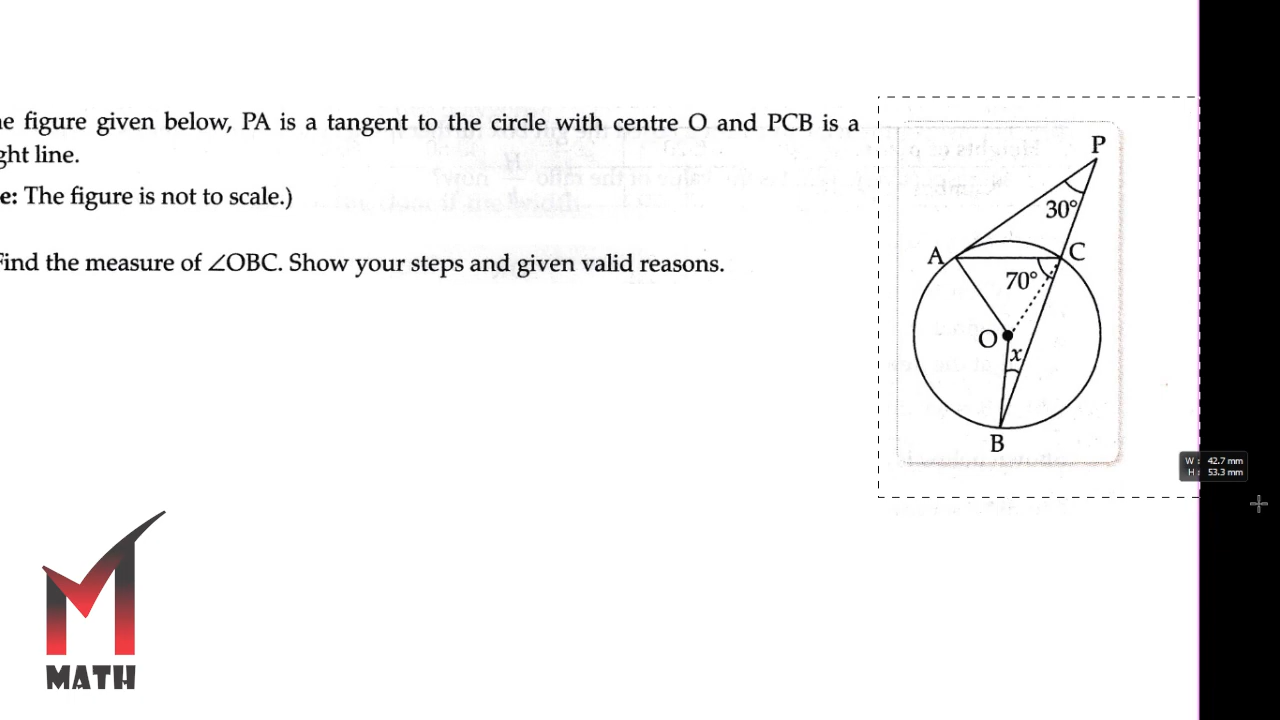 e figure given below, PA is a tangent to the circle with centre O and PCB is a
ght line.
e: The figure is not to scale.)
Find the measure of ∠OBC. Show your steps and given valid reasons.
P
30°
A
C
70°
O
x
B
W : 42.7 mm
H : 53.3 mm
MATH